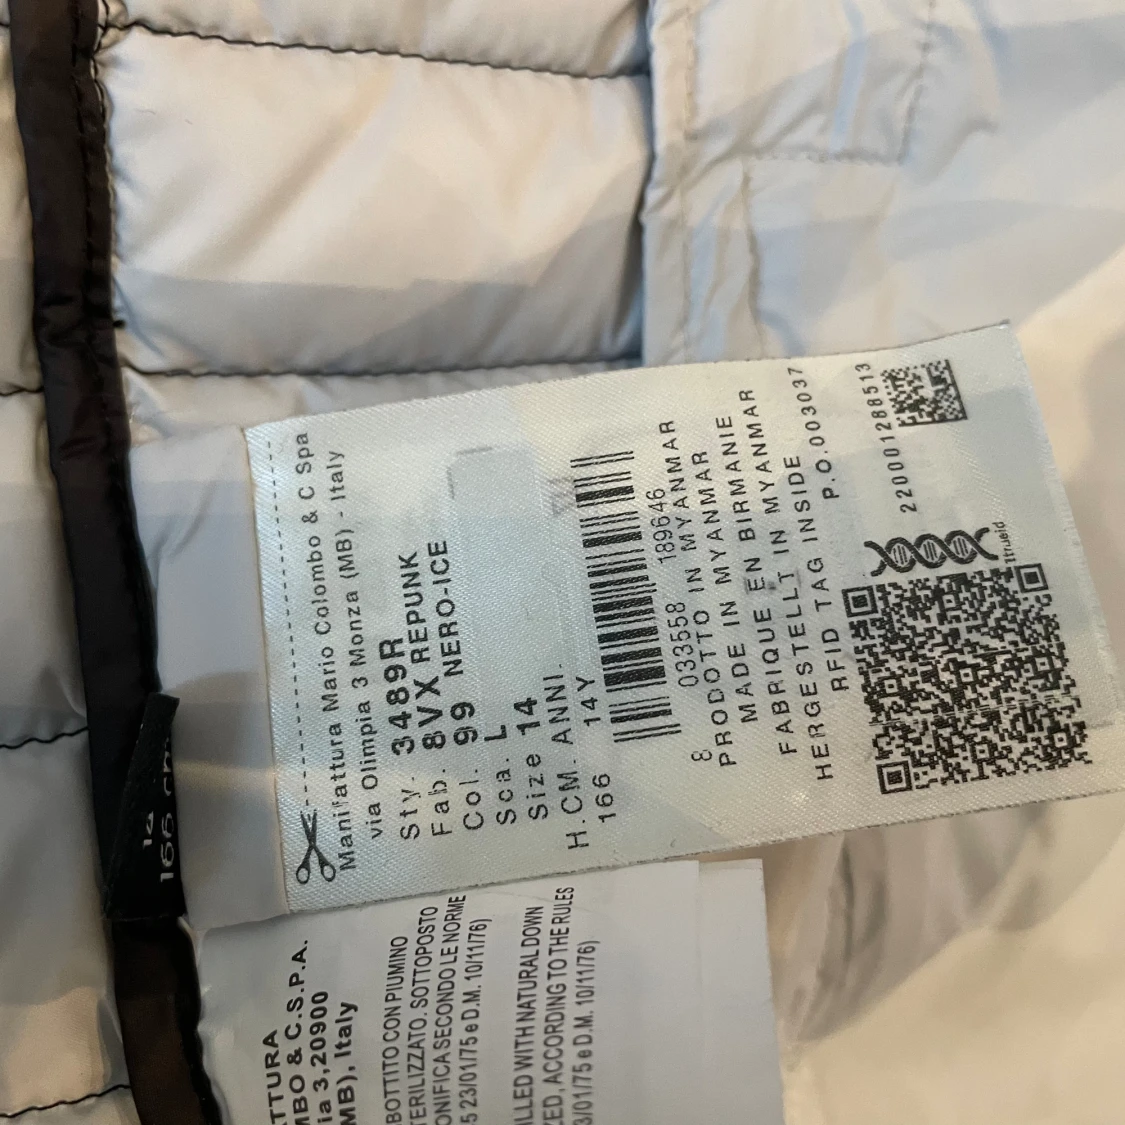 Manifattura Mario Colombo & C Spa
via Olimpia 3 Monza (MB) - Italy
Sty. 3489R
Fab. 8VX REPUNK
Col. 99 NERO-ICE
Sca. L
Size 14
H.CM. ANNI.
166 14Y
8 033558 189646
PRODOTTO IN MYANMAR
MADE IN MYANMAR
FABRIQUE EN BIRMANIE
HERGESTELLT IN MYANMAR
RFID TAG INSIDE
P.O.003037
220001288513
itrueid
14
166 cm
TTURA
MBO & C.S.P.A.
ia 3,20900
MB), Italy
BOTTITO CON PIUMINO
TERILIZZATO. SOTTOPOSTO
ONIFICA SECONDO LE NORME
5 23/01/75 e D.M. 10/11/76)
ILLED WITH NATURAL DOWN
ZED, ACCORDING TO THE RULES
3/01/75 e D.M. 10/11/76)